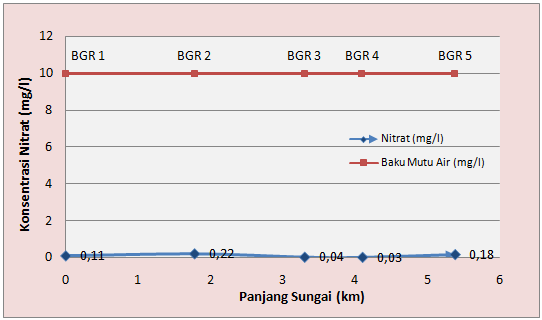 12
10
8
6
4
2
0
Konsentrasi Nitrat (mg/l)
BGR 1 BGR 2 BGR 3 BGR 4 BGR 5
Nitrat (mg/l)
Baku Mutu Air (mg/l)
0,11 0,22 0,04 0,03 0,18
0 1 2 3 4 5 6
Panjang Sungai (km)